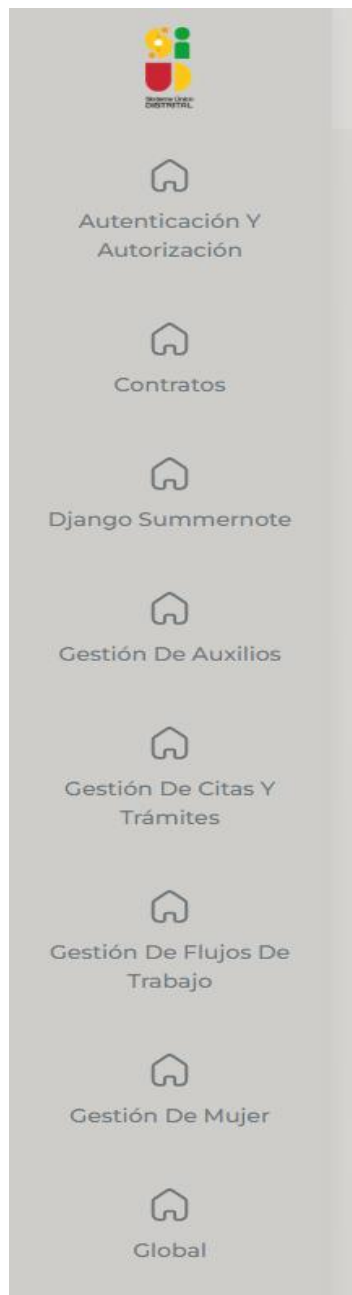 DISTRITAL
Autenticación Y
Autorización
Contratos
Django Summernote
Gestión De Auxilios
Gestión De Citas Y
Trámites
Gestión De Flujos De
Trabajo
Gestión De Mujer
Global